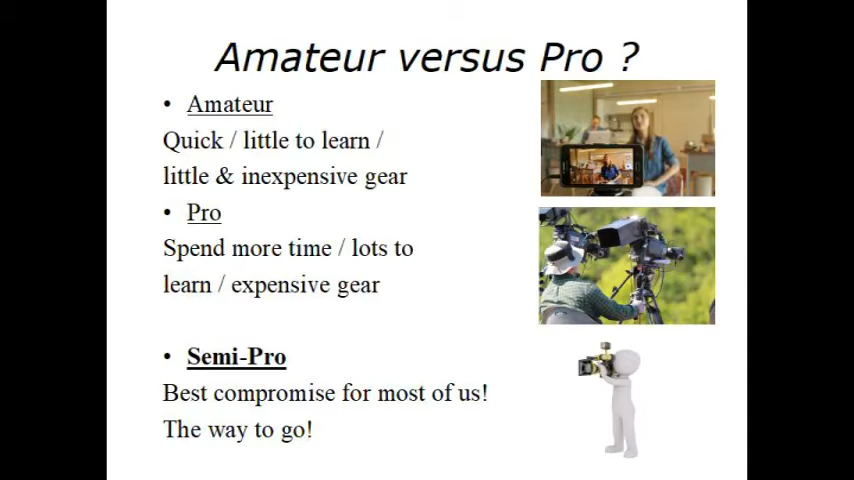 Amateur versus Pro ?
• Amateur
Quick / little to learn /
little & inexpensive gear
• Pro
Spend more time / lots to
learn / expensive gear
• Semi-Pro
Best compromise for most of us!
The way to go!